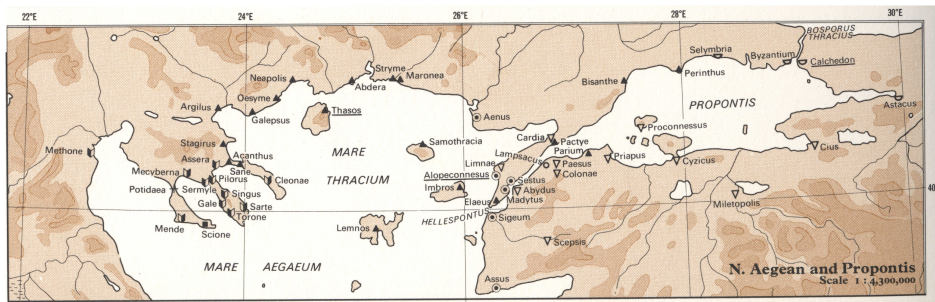 22°E
24°E
26°E
28°E
30°E
BOSPORUS
THRACIUS
Selymbria
Byzantium
Calchedon
Stryme
Neapolis
Maronea
Abdera
Bisanthe
Perinthus
Oesyme
Argilus
Thasos
Galepsus
Aenus
PROPONTIS
Astacus
Proconnessus
Cardia
Pactye
Stagirus
Samothracia
Parium
Methone
MARE
Lampsacus
Priapus
Cyzicus
Cius
Acanthus
Assera
Sane
Limnae
Paesus
Mecyberna
Pilorus
Cleonae
THRACIUM
Alopeconnesus
Colonae
Potidaea
Sermyle
Singus
Imbros
Sestus
Abydus
40
Gale
Sarte
Elaeus
Madytus
Miletopolis
Torone
HELLESPONTUS
Sigeum
Mende
Scione
Lemnos
Scepsis
MARE AEGAEUM
Assus
N. Aegean and Propontis
Scale 1 : 4,300,000